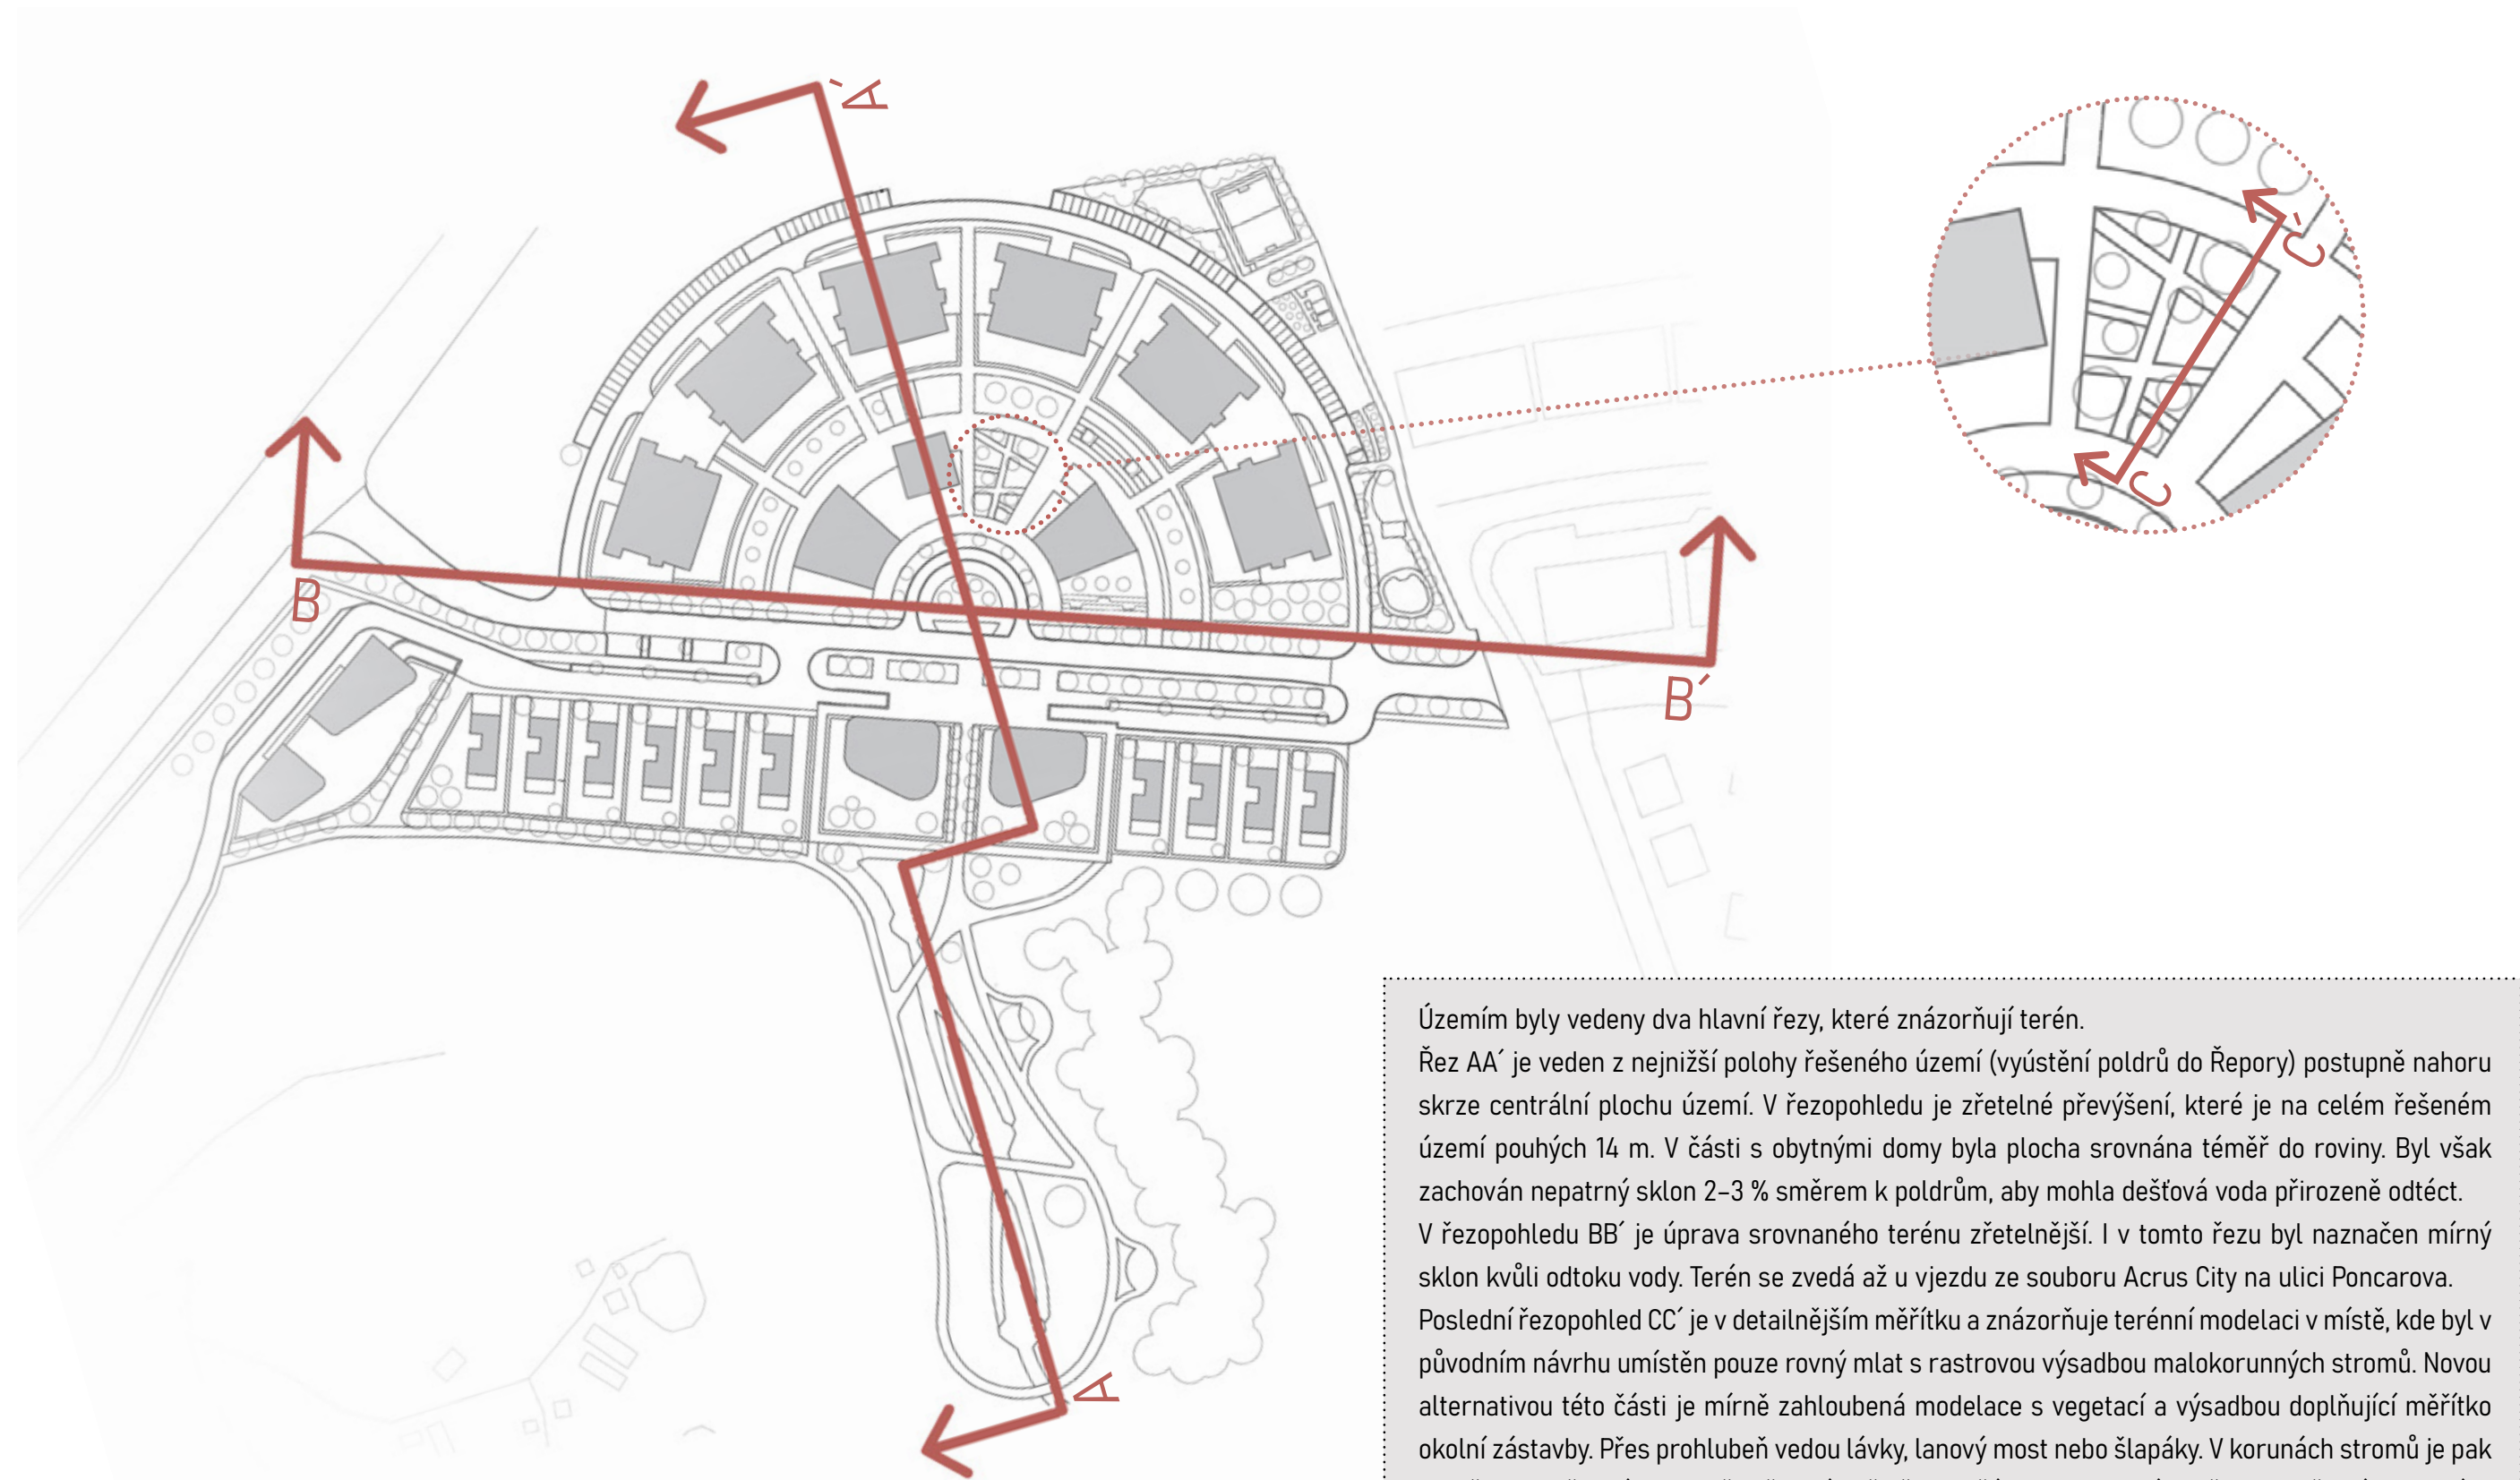 A´
C´
C
B
B´
A
Územím byly vedeny dva hlavní řezy, které znázorňují terén.
Řez AA´ je veden z nejnižší polohy řešeného území (vyústění poldrů do Řepory) postupně nahoru
skrze centrální plochu území. V řezopohledu je zřetelné převýšení, které je na celém řešeném
území pouhých 14 m. V části s obytnými domy byla plocha srovnána téměř do roviny. Byl však
zachován nepatrný sklon 2–3 % směrem k poldrům, aby mohla dešťová voda přirozeně odtéct.
V řezopohledu BB´ je úprava srovnaného terénu zřetelnější. I v tomto řezu byl naznačen mírný
sklon kvůli odtoku vody. Terén se zvedá až u vjezdu ze souboru Acrus City na ulici Poncarova.
Poslední řezopohled CC´ je v detailnějším měřítku a znázorňuje terénní modelaci v místě, kde byl v
původním návrhu umístěn pouze rovný mlat s rastrovou výsadbou malokorunných stromů. Novou
alternativou této části je mírně zahloubená modelace s vegetací a výsadbou doplňující měřítko
okolní zástavby. Přes prohlubeň vedou lávky, lanový most nebo šlapáky. V korunách stromů je pak